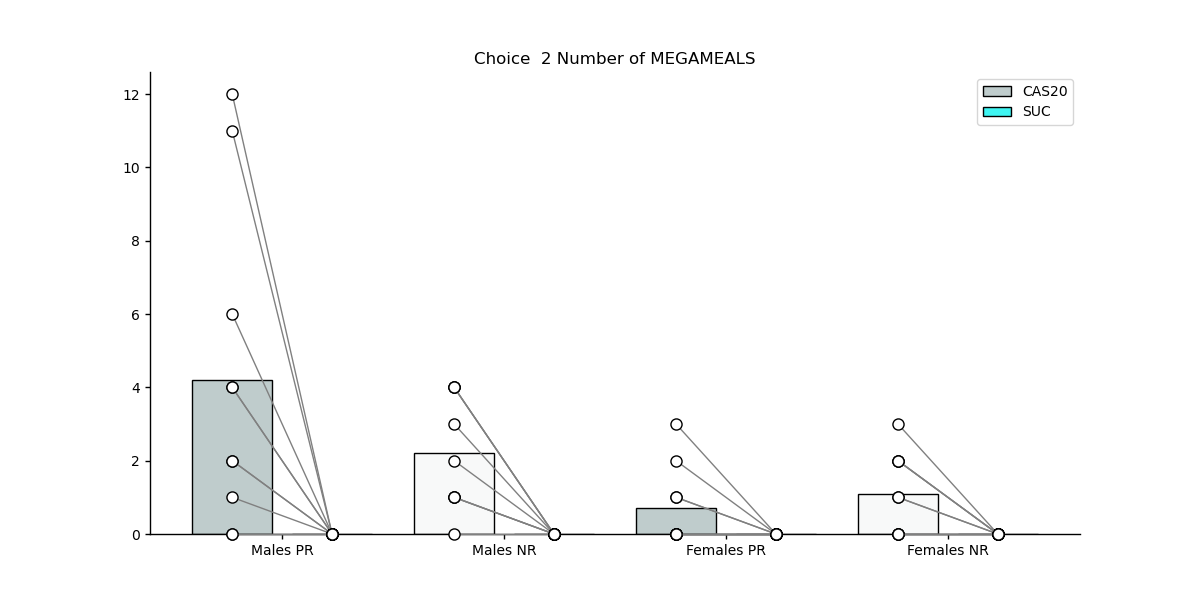 Choice  2 Number of MEGAMEALS
CAS20
SUC
12
10
8
6
4
2
0
Males PR
Males NR
Females PR
Females NR